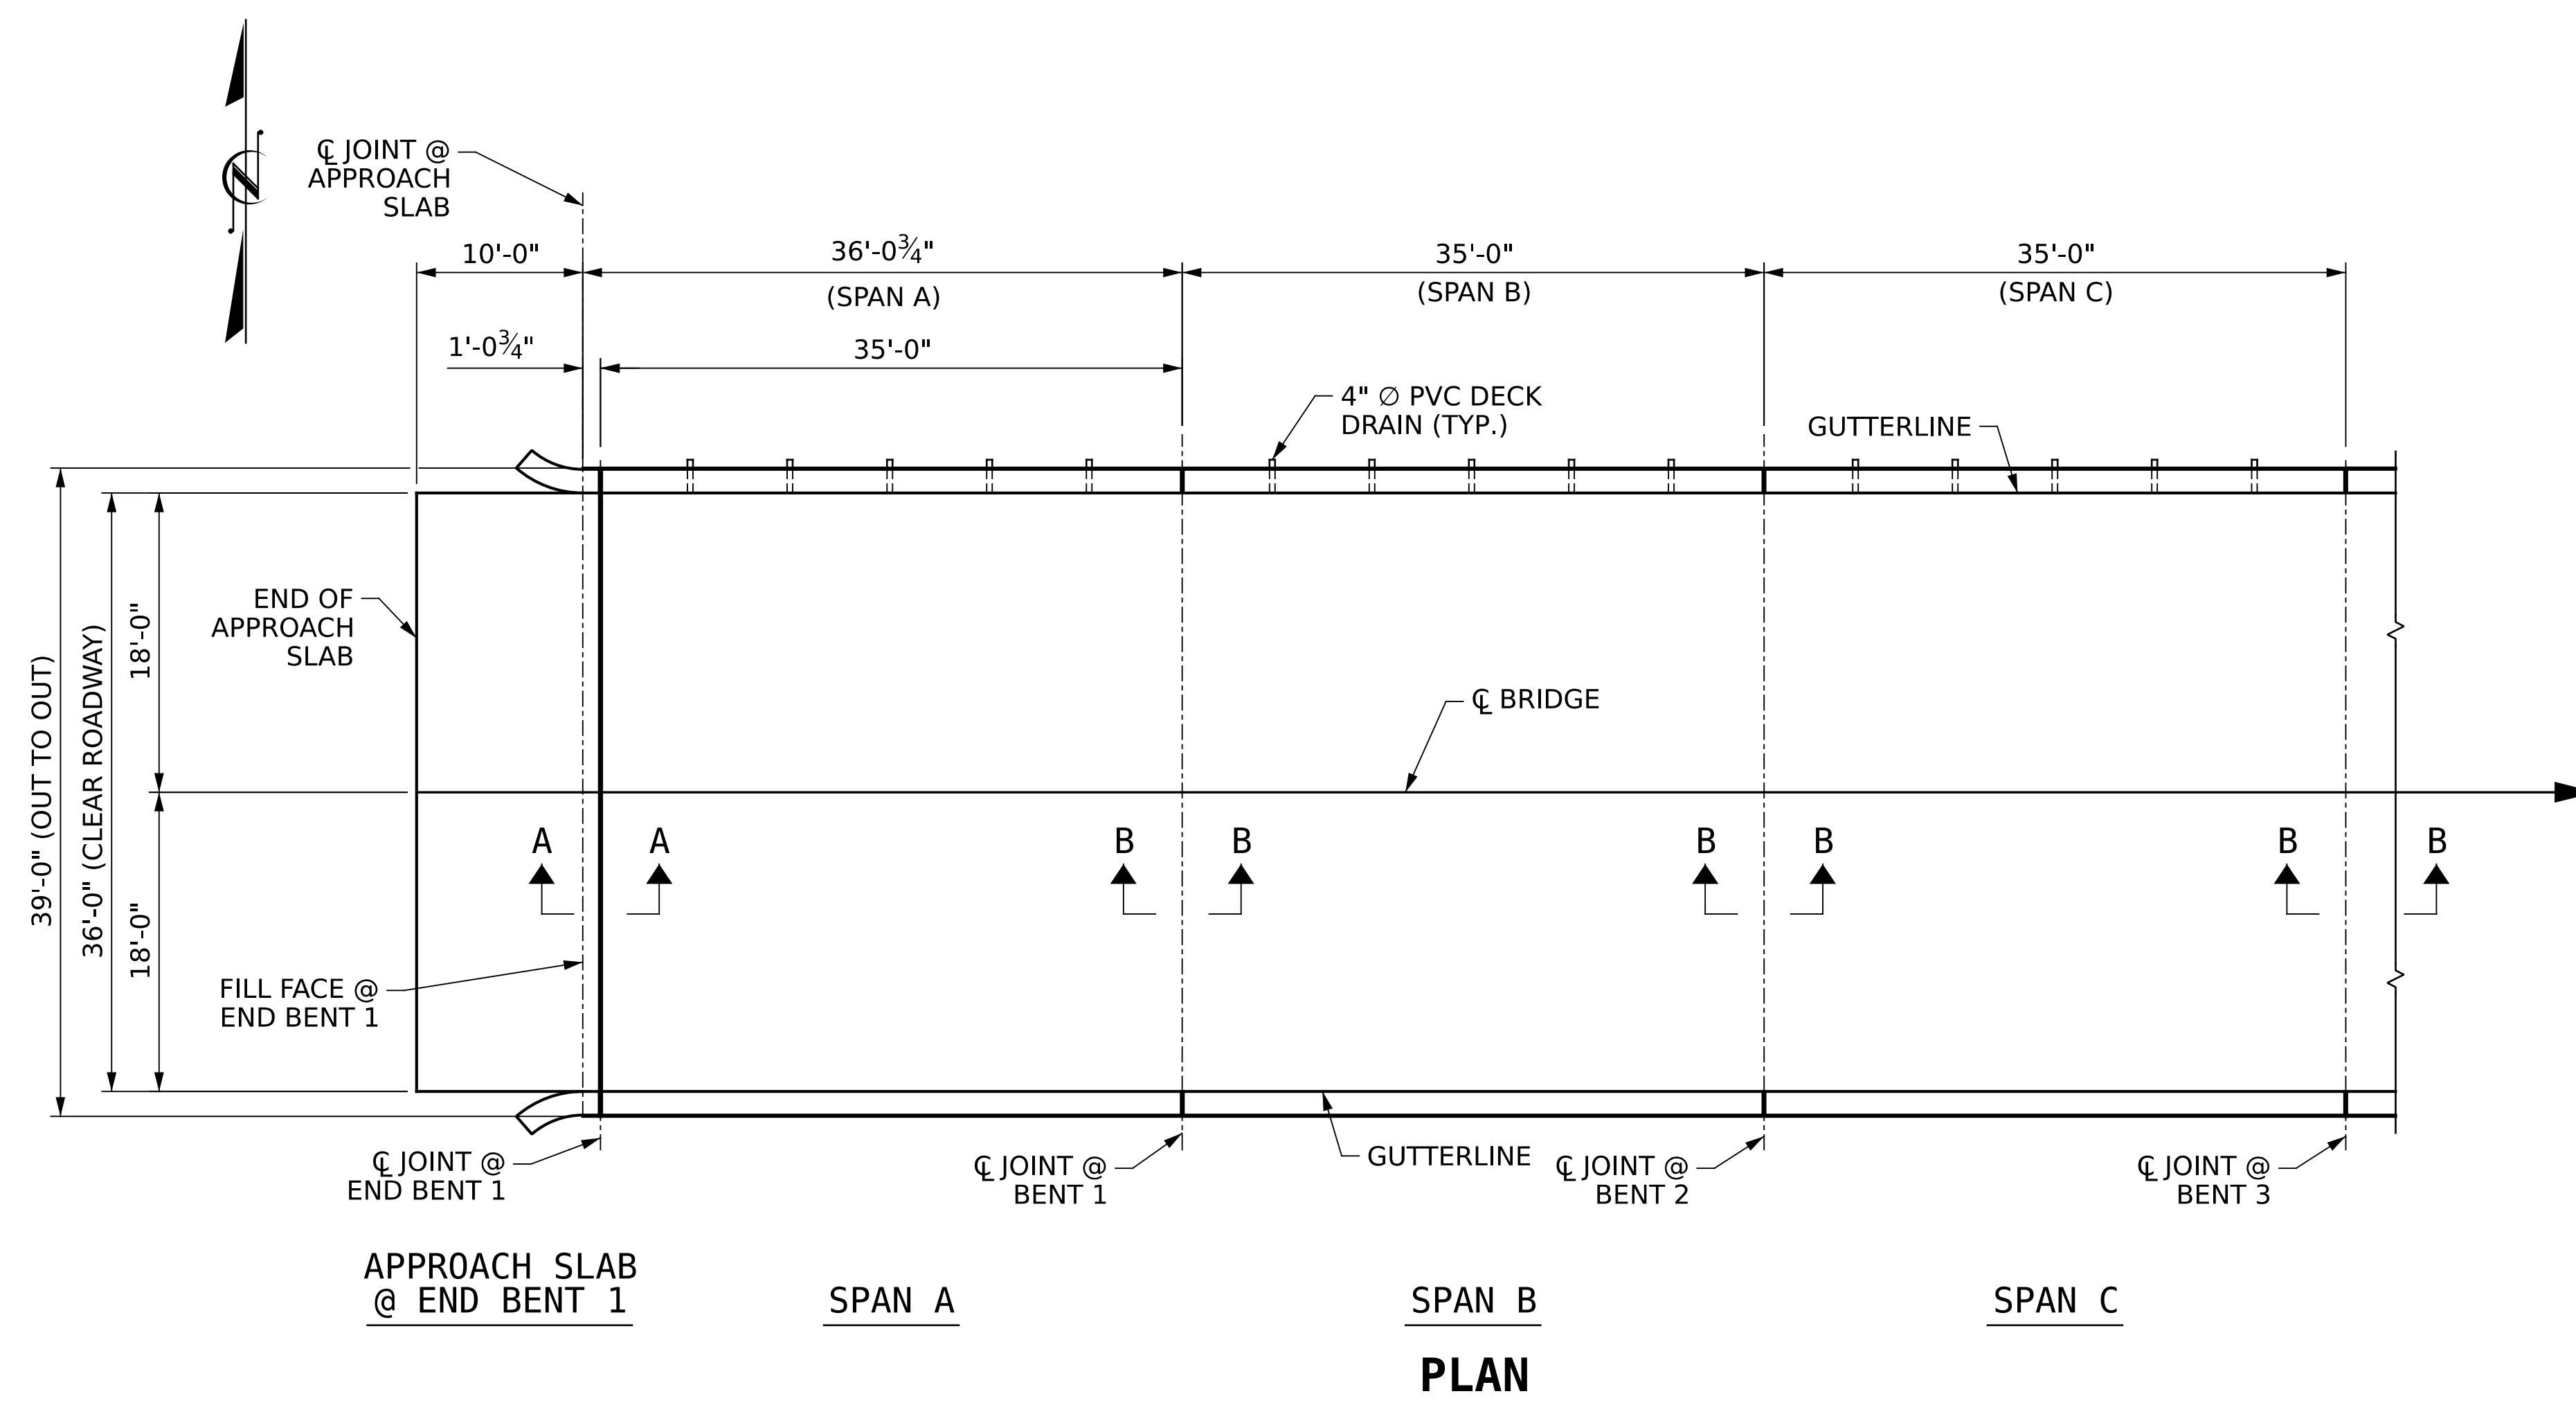 N
℄ JOINT @
APPROACH
SLAB
10'-0"
36'-0¾"
(SPAN A)
35'-0"
(SPAN B)
35'-0"
(SPAN C)
1'-0¾"
35'-0"
4" ∅ PVC DECK
DRAIN (TYP.)
GUTTERLINE
END OF
APPROACH
SLAB
39'-0" (OUT TO OUT)
36'-0" (CLEAR ROADWAY)
18'-0"
18'-0"
℄ BRIDGE
A
A
B
B
B
B
B
B
FILL FACE @
END BENT 1
℄ JOINT @
END BENT 1
℄ JOINT @
BENT 1
GUTTERLINE
℄ JOINT @
BENT 2
℄ JOINT @
BENT 3
APPROACH SLAB
@ END BENT 1
SPAN A
SPAN B
SPAN C
PLAN